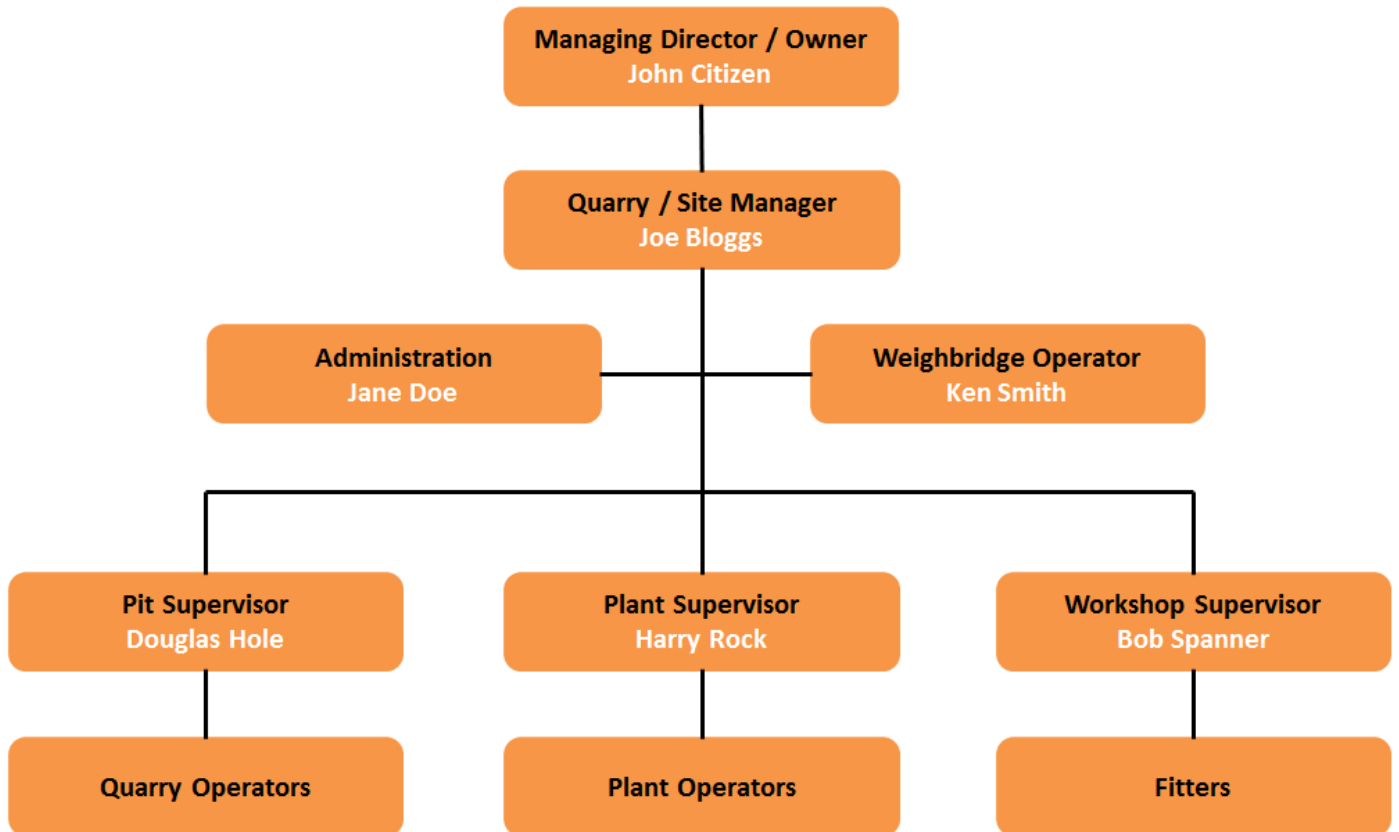 Managing Director / Owner
John Citizen
Quarry / Site Manager
Joe Bloggs
Administration
Jane Doe
Weighbridge Operator
Ken Smith
Pit Supervisor
Douglas Hole
Plant Supervisor
Harry Rock
Workshop Supervisor
Bob Spanner
Quarry Operators
Plant Operators
Fitters